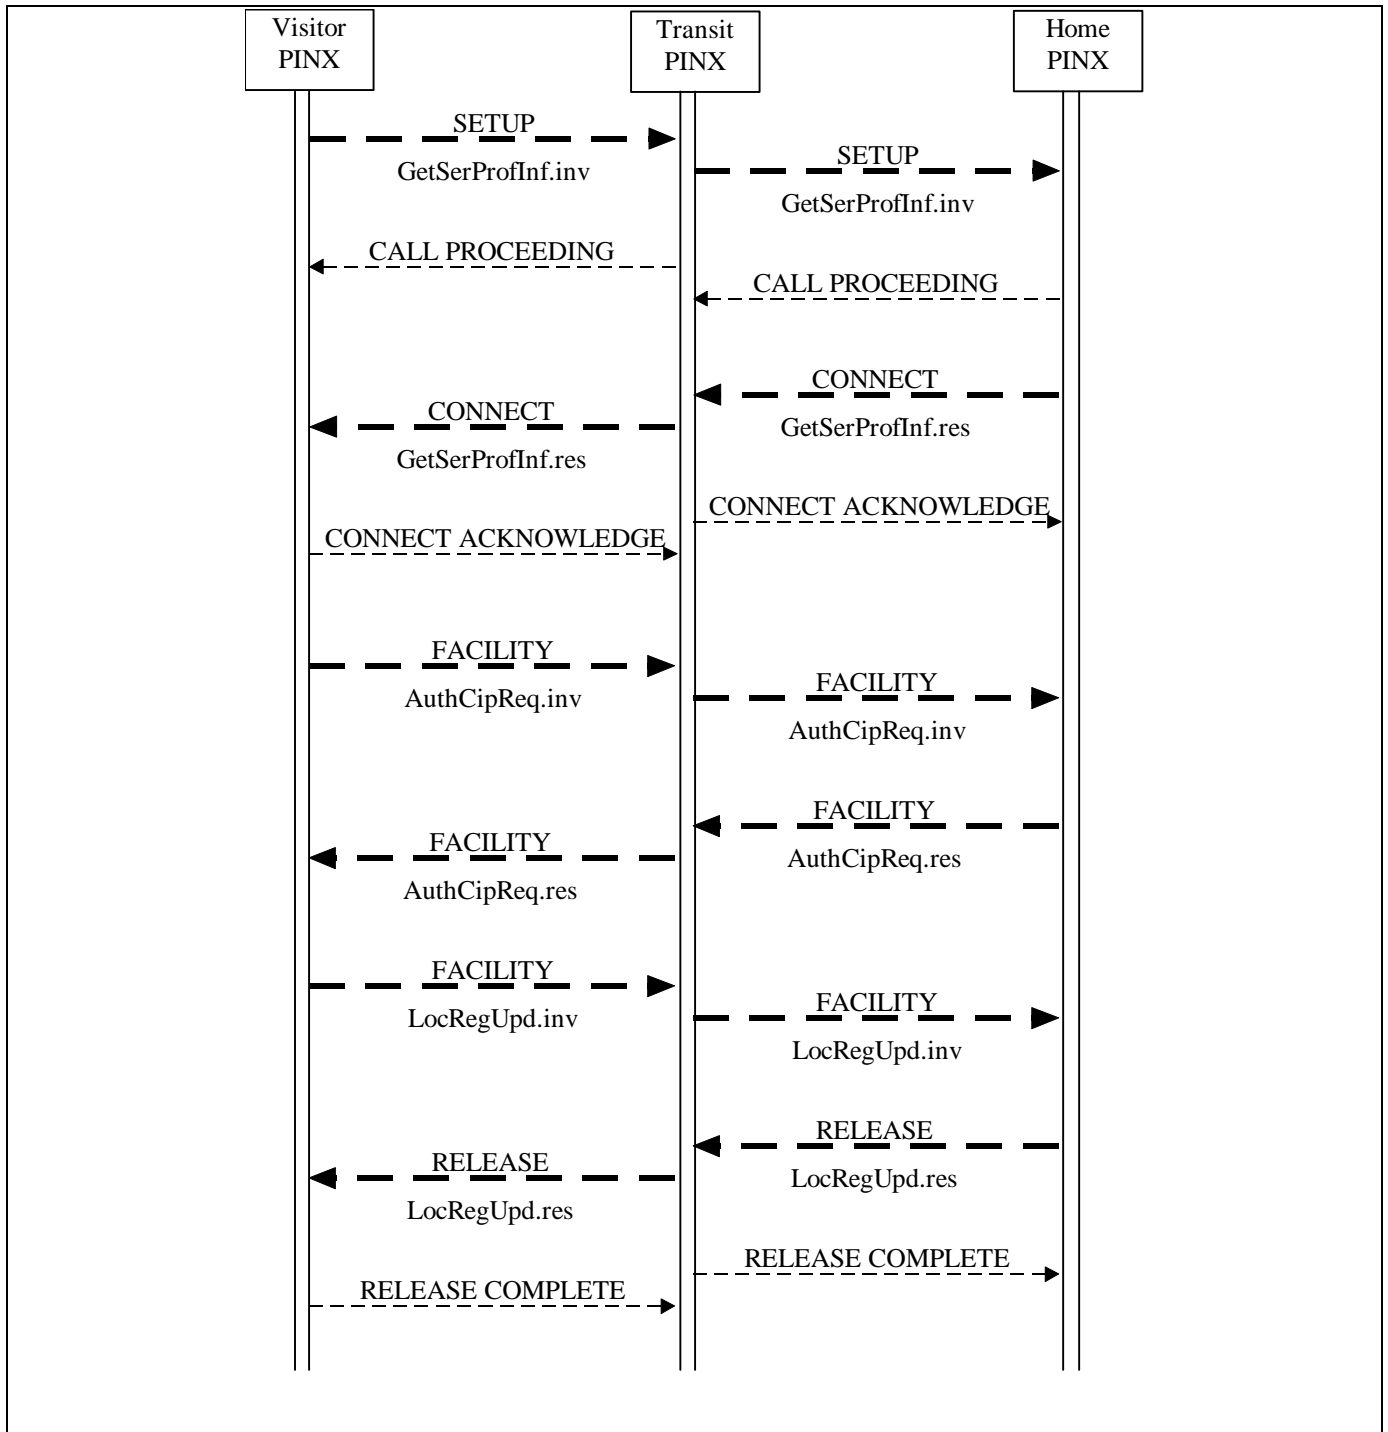 Visitor
PINX
Transit
PINX
Home
PINX
SETUP
GetSerProfInf.inv
SETUP
GetSerProfInf.inv
CALL PROCEEDING
CALL PROCEEDING
CONNECT
GetSerProfInf.res
CONNECT
GetSerProfInf.res
CONNECT ACKNOWLEDGE
CONNECT ACKNOWLEDGE
FACILITY
AuthCipReq.inv
FACILITY
AuthCipReq.inv
FACILITY
AuthCipReq.res
FACILITY
AuthCipReq.res
FACILITY
LocRegUpd.inv
FACILITY
LocRegUpd.inv
RELEASE
LocRegUpd.res
RELEASE
LocRegUpd.res
RELEASE COMPLETE
RELEASE COMPLETE